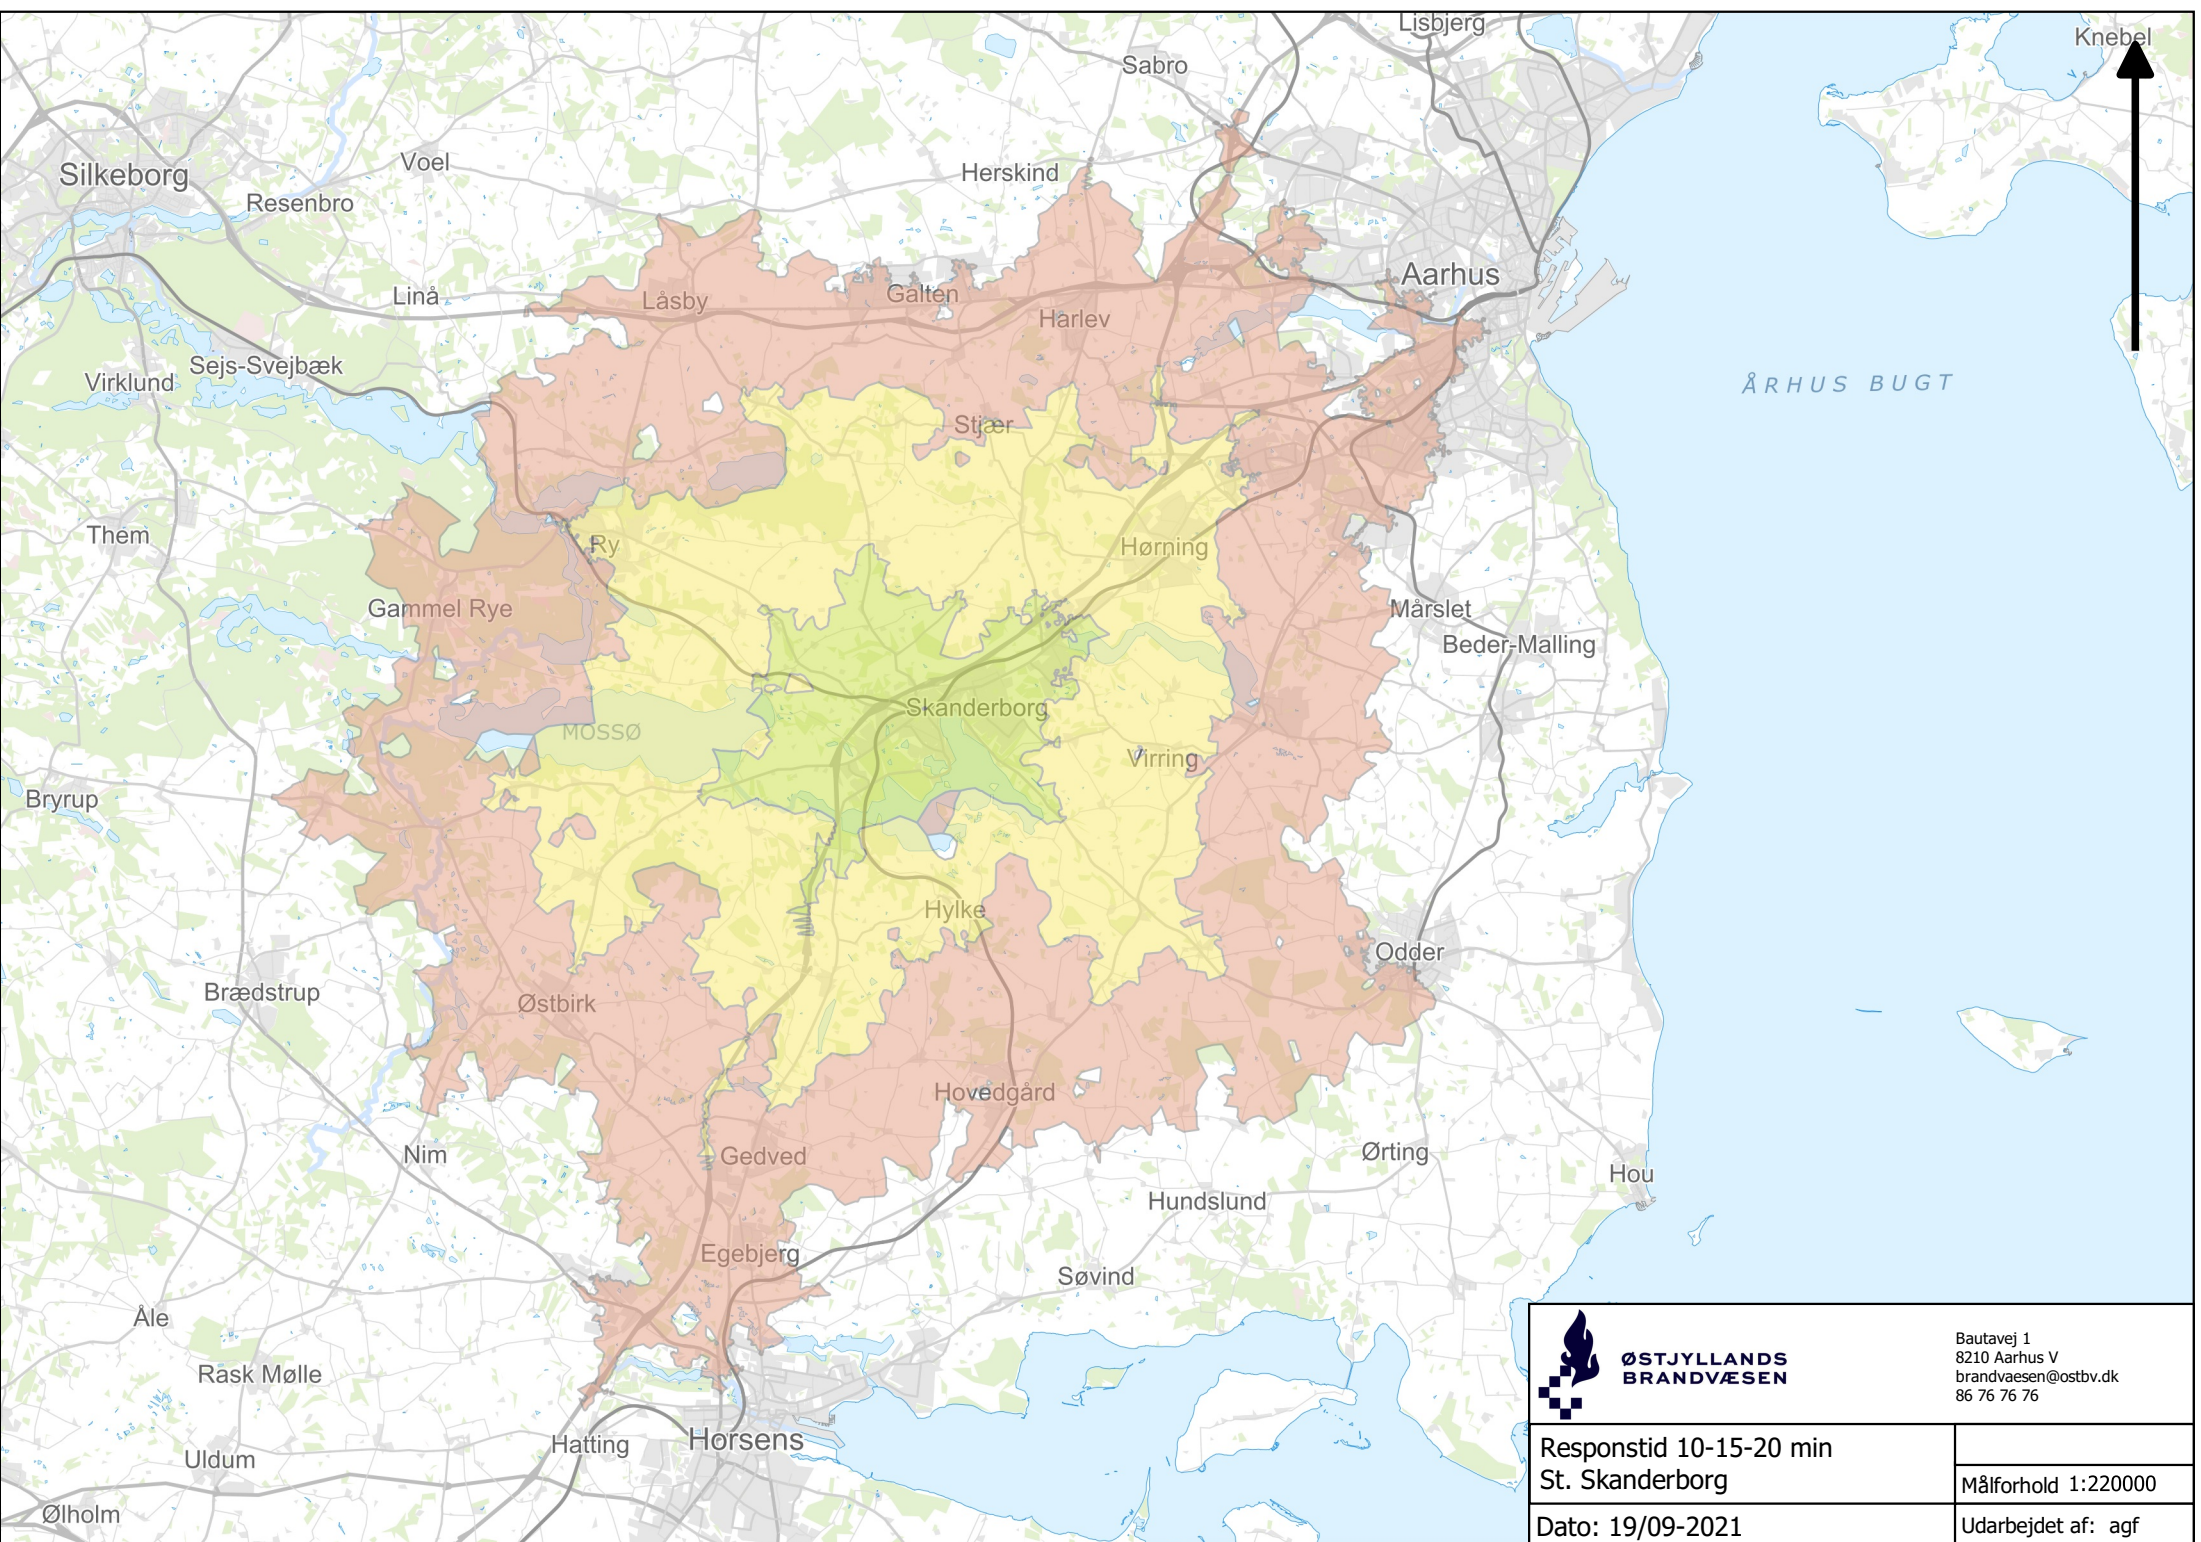 Lisbjerg
Knebel
Sabro
Silkeborg
Voel
Herskind
Resenbro
Aarhus
Linå
Låsby
Galten
Harlev
Sejs-Svejbæk
Virklund
ÅRHUS BUGT
Stjær
Them
Ry
Hørning
Gammel Rye
Mårslet
Beder-Malling
Skanderborg
MOSSØ
Virring
Bryrup
Hylke
Odder
Brædstrup
Østbirk
Hovedgård
Nim
Gedved
Ørting
Hou
Hundslund
Egebjerg
Søvind
Åle
Rask Mølle
Hatting
Horsens
Uldum
Ølholm
ØSTJYLLANDS
BRANDVÆSEN
Bautavej 1
8210 Aarhus V
brandvaesen@ostbv.dk
86 76 76 76
Responstid 10-15-20 min
St. Skanderborg
Målforhold 1:220000
Dato: 19/09-2021
Udarbejdet af: agf